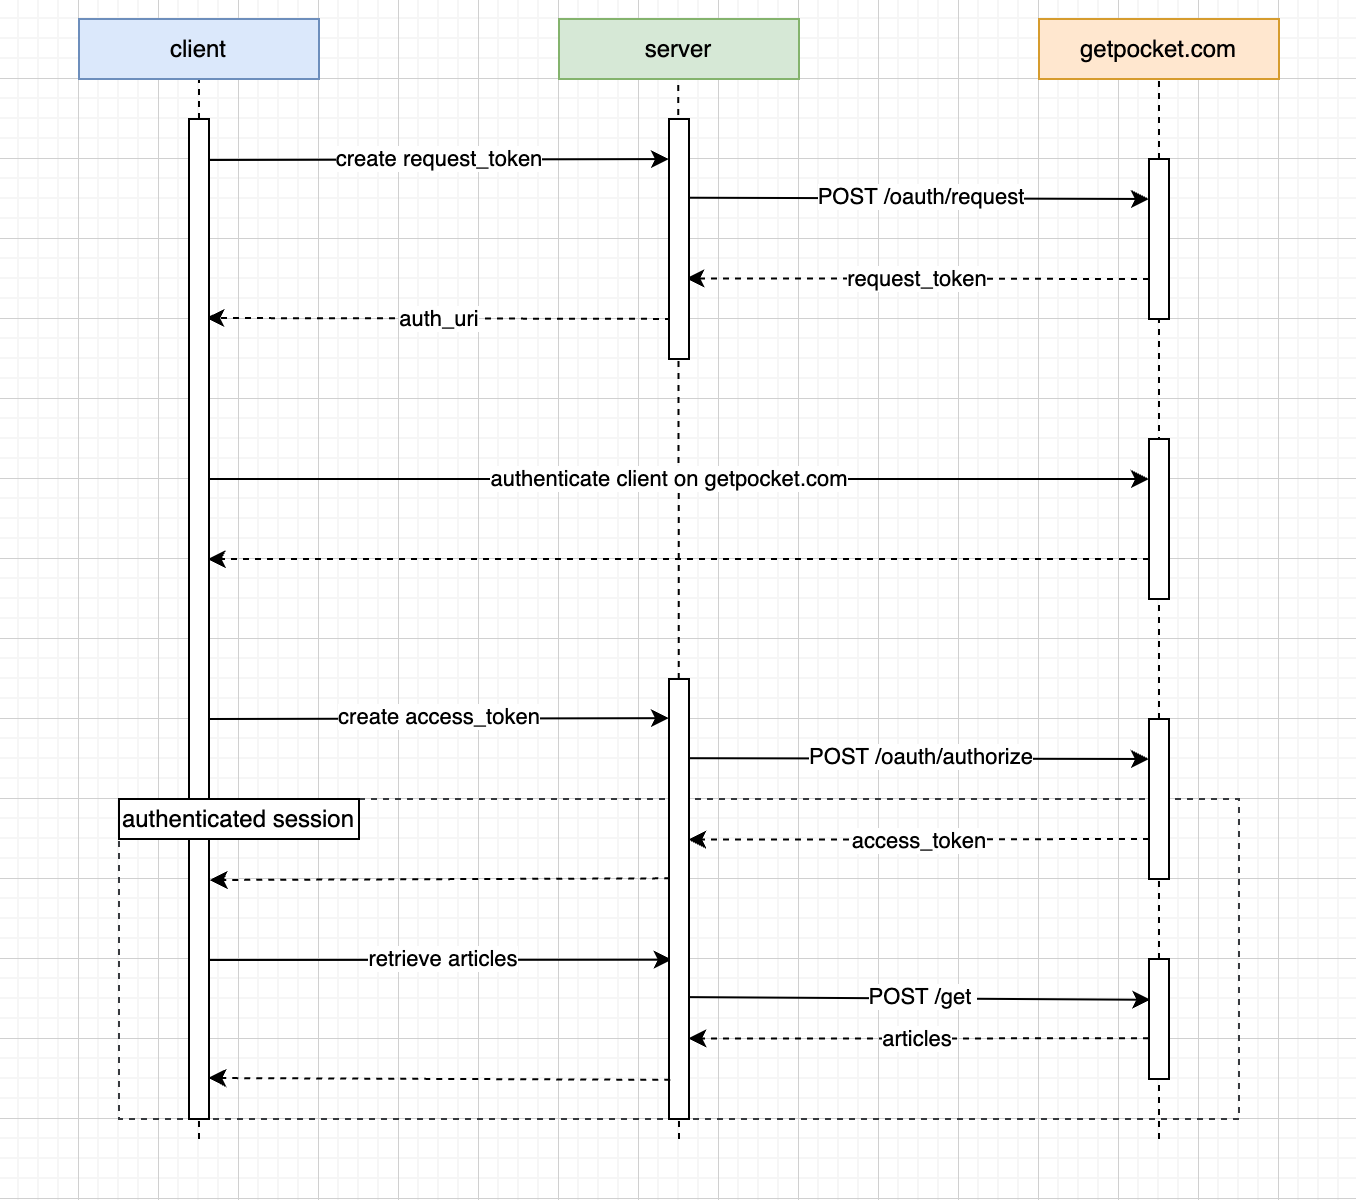 client
server
getpocket.com
create request_token
POST /oauth/request
request_token
auth_uri
authenticate client on getpocket.com
create access_token
POST /oauth/authorize
authenticated session
access_token
retrieve articles
POST /get
articles